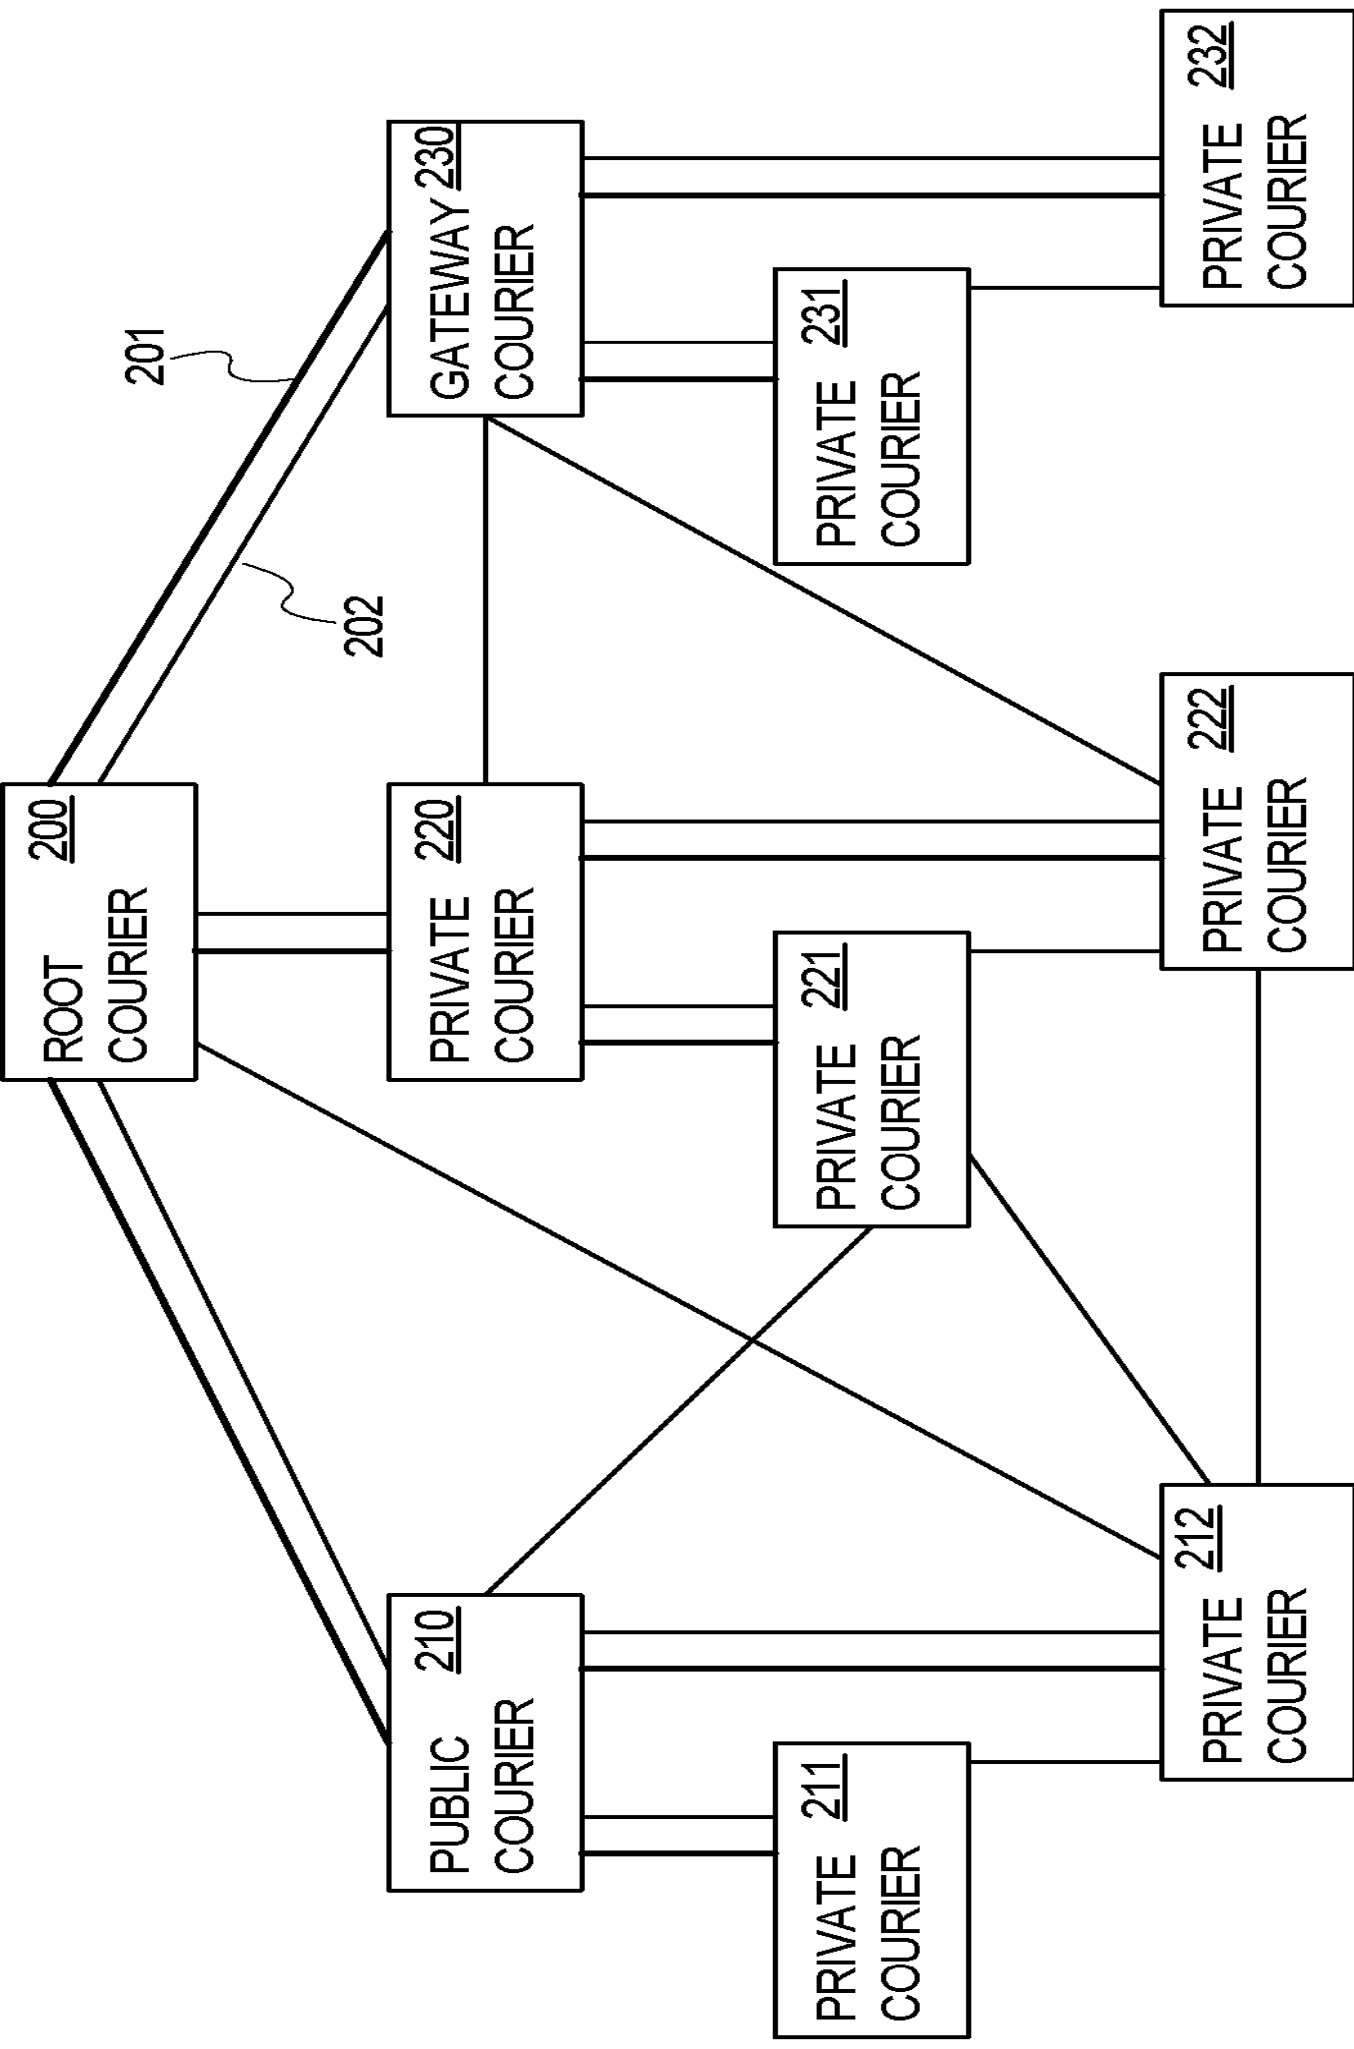 ROOT 200
COURIER
201
202
PUBLIC 210
COURIER
PRIVATE 220
COURIER
GATEWAY 230
COURIER
PRIVATE 211
COURIER
PRIVATE 221
COURIER
PRIVATE 231
COURIER
PRIVATE 212
COURIER
PRIVATE 222
COURIER
PRIVATE 232
COURIER